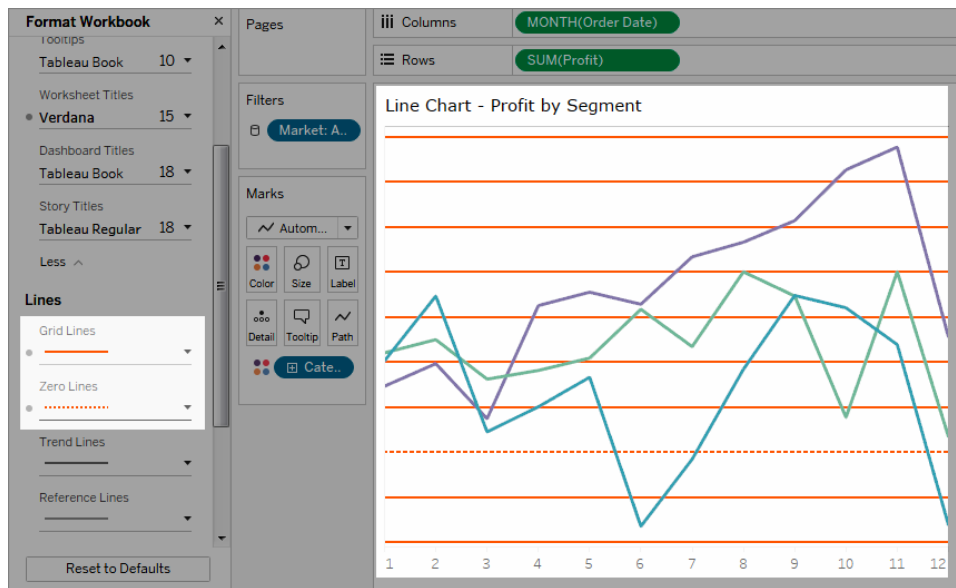 Format Workbook ×
Tooltips
Tableau Book 10
Worksheet Titles
Verdana 15
Dashboard Titles
Tableau Book 18
Story Titles
Tableau Regular 18
Less
Lines
Grid Lines
Zero Lines
Trend Lines
Reference Lines
Reset to Defaults
Pages
Filters
Market: A..
Marks
Autom...
Color Size Label
Detail Tooltip Path
Cate..
Columns MONTH(Order Date)
Rows SUM(Profit)
Line Chart - Profit by Segment
1 2 3 4 5 6 7 8 9 10 11 12